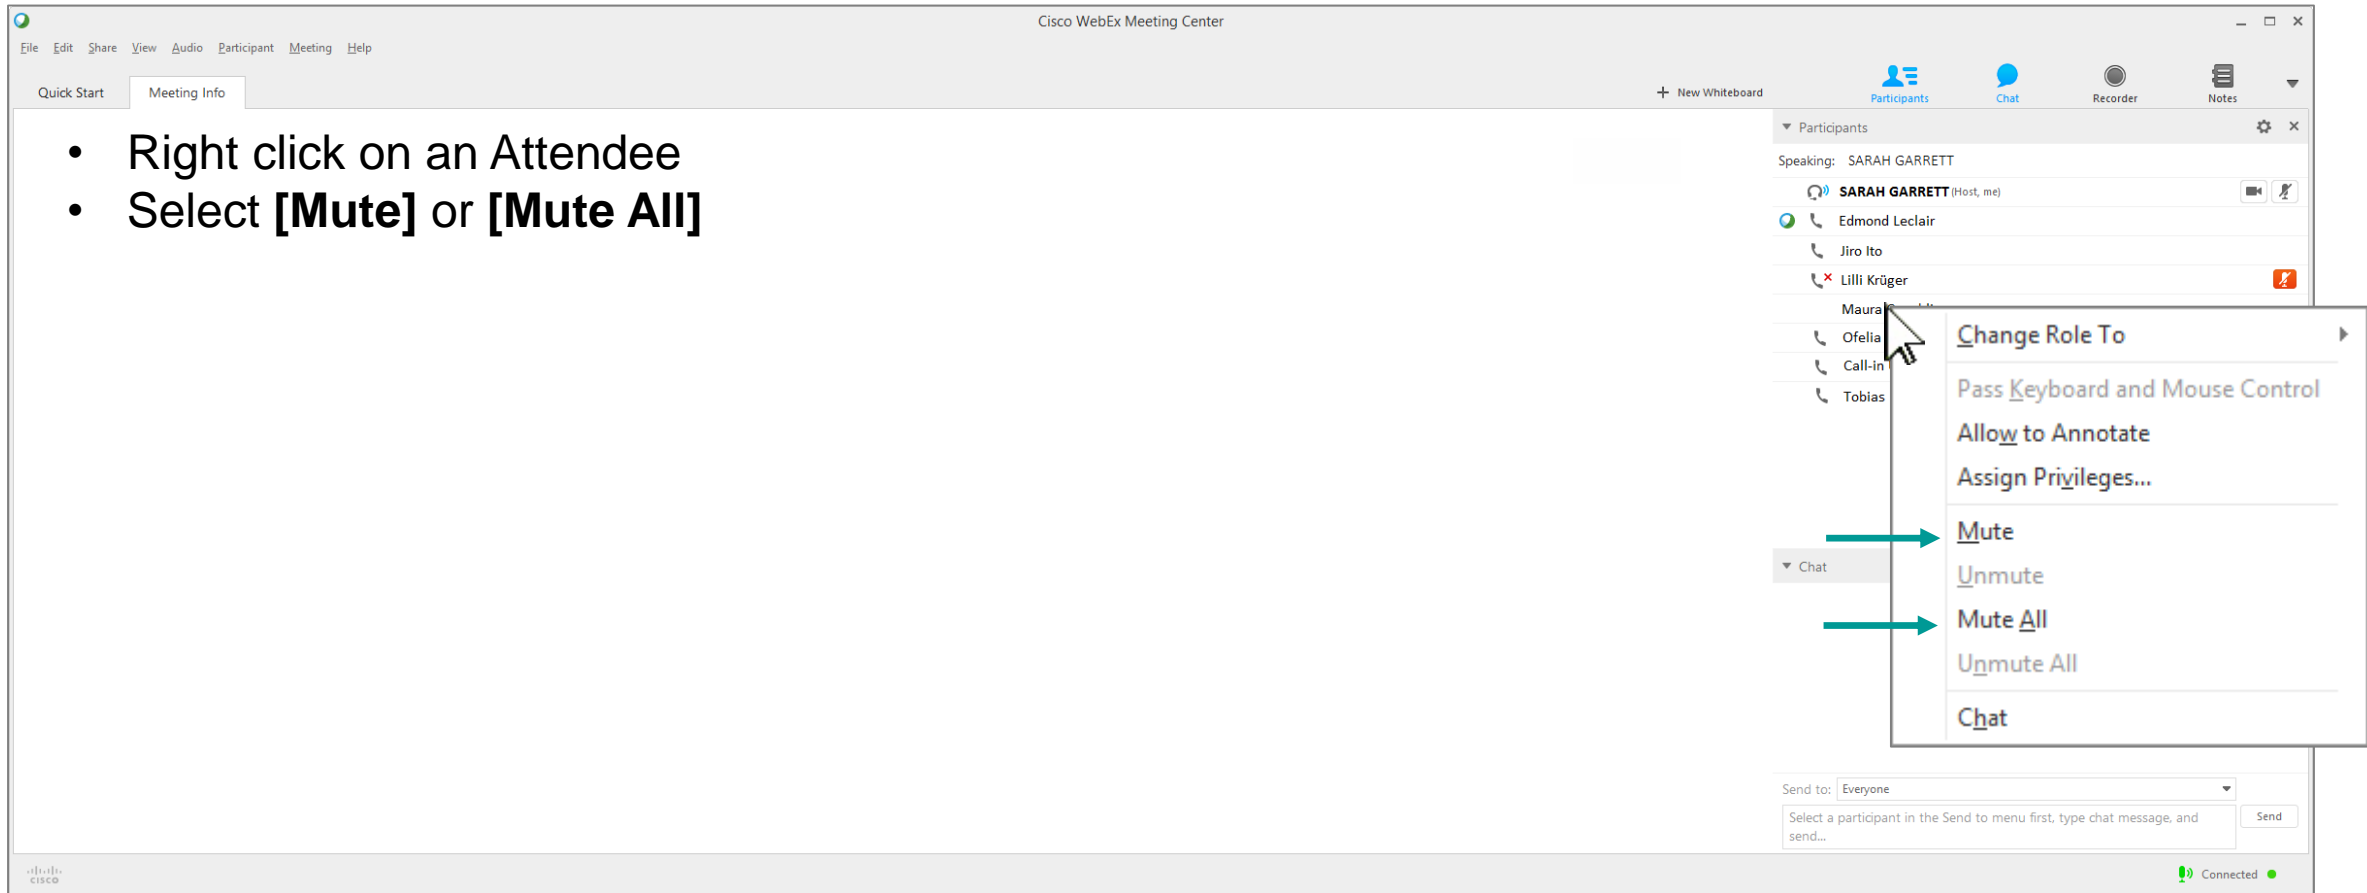 Cisco WebEx Meeting Center
File Edit Share View Audio Participant Meeting Help
Quick Start Meeting Info
+ New Whiteboard
Participants Chat Recorder Notes
• Right click on an Attendee
• Select [Mute] or [Mute All]
Participants
Speaking: SARAH GARRETT
SARAH GARRETT (Host, me)
Edmond Leclair
Jiro Ito
Lilli Krüger
Maura
Ofelia
Call-in
Tobias
Change Role To
Pass Keyboard and Mouse Control
Allow to Annotate
Assign Privileges...
Mute
Unmute
Mute All
Unmute All
Chat
Chat
Send to: Everyone
Select a participant in the Send to menu first, type chat message, and
send...
Send
CISCO
Connected